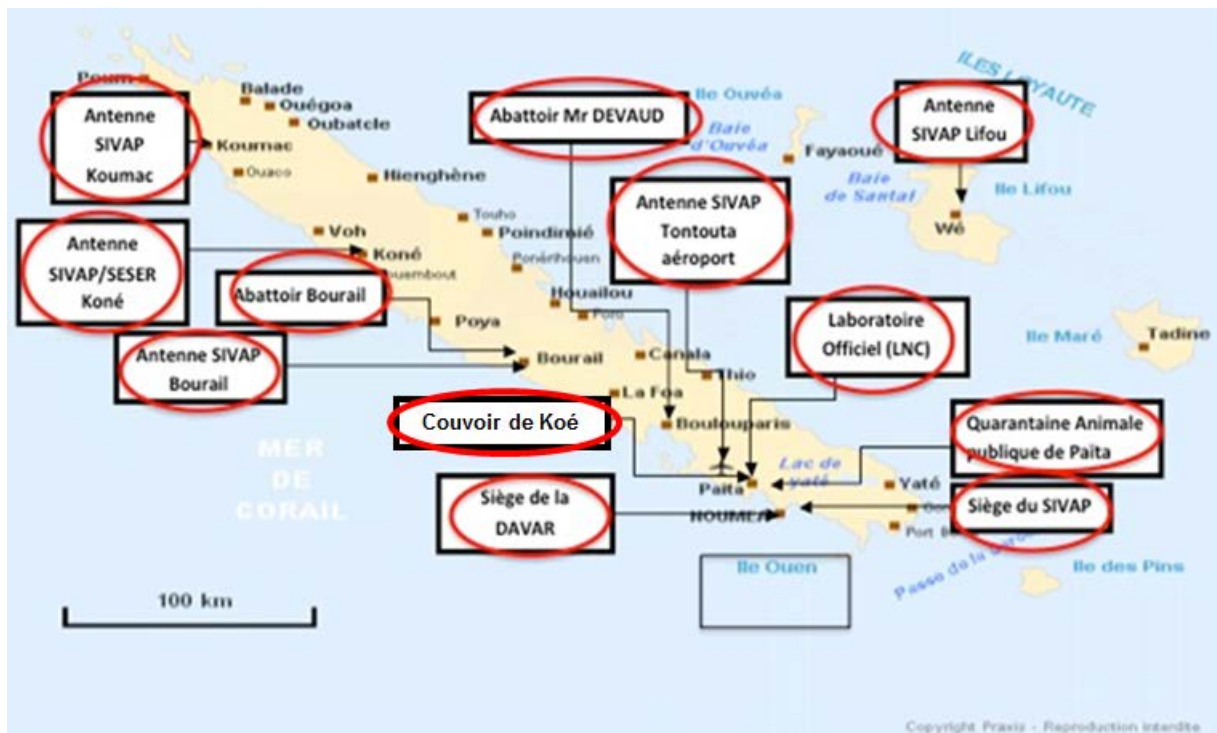 Poum
Balade
Ouégoa
Oubatche
Antenne
SIVAP
Koumac
Koumac
Ouaco
Hienghène
Abattoir Mr DEVAUD
Ile Ouvéa
Baie
d'Ouvéa
Fayaoué
ILES LOYAUTE
Antenne
SIVAP Lifou
Baie
de Santal
Ile Lifou
Wé
Antenne SIVAP
Tontouta
aéroport
Touho
Poindimié
Ponérihouen
Voh
Koné
Antenne
SIVAP/SESER
Koné
Abattoir Bourail
Houailou
Poro
Poya
Antenne SIVAP
Bourail
Bourail
Canala
Thio
La Foa
Laboratoire
Officiel (LNC)
Ile Maré
Tadine
Couvoir de Koé
Boulouparis
Quarantaine Animale
publique de Païta
MER
DE
CORAIL
Lac de
yaté
Païta
Yaté
Siège de la
DAVAR
NOUMEA
Siège du SIVAP
Passe de la
Ile Ouen
Ile des Pins
100 km
Copyright Praxis - Reproduction interdite